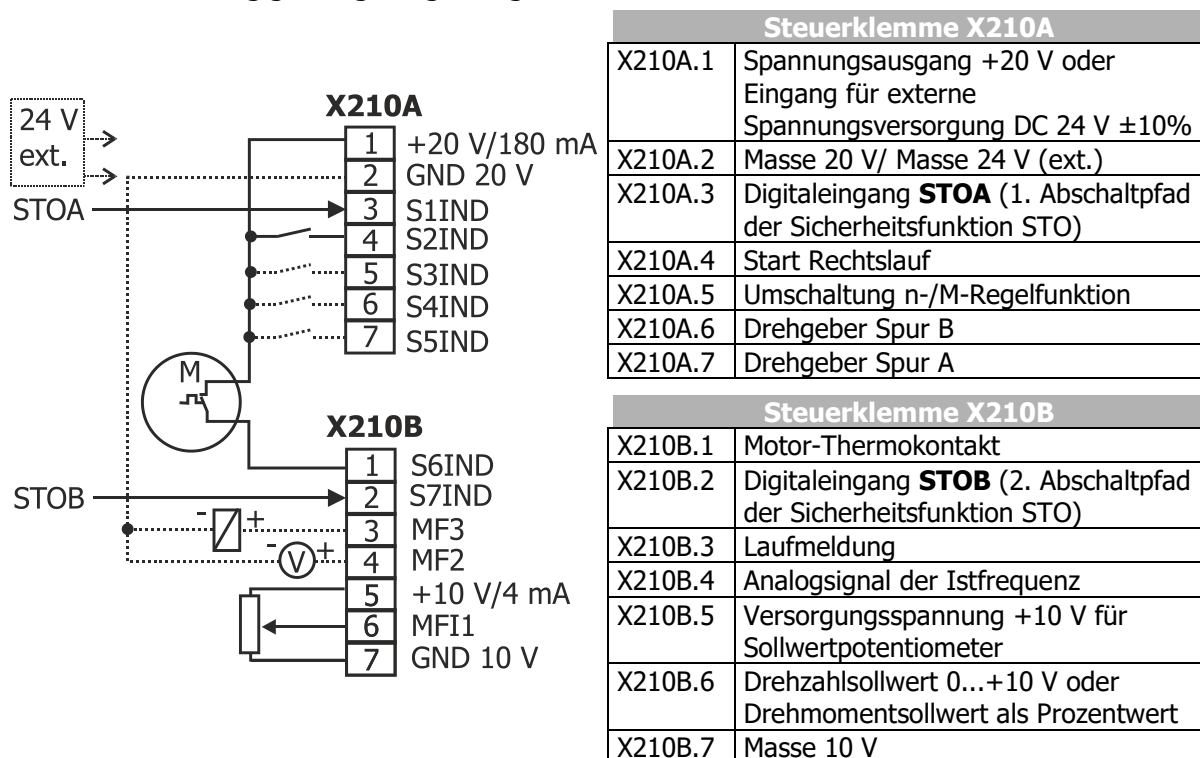 24 V
ext.
STOA
X210A
1 +20 V/180 mA
2 GND 20 V
3 S1IND
4 S2IND
5 S3IND
6 S4IND
7 S5IND
M
X210B
1 S6IND
STOB
2 S7IND
- +
3 MF3
- V +
4 MF2
5 +10 V/4 mA
6 MFI1
7 GND 10 V
Steuerklemme X210A
X210A.1 Spannungsausgang +20 V oder
Eingang für externe
Spannungsversorgung DC 24 V ±10%
X210A.2 Masse 20 V/ Masse 24 V (ext.)
X210A.3 Digitaleingang STOA (1. Abschaltpfad
der Sicherheitsfunktion STO)
X210A.4 Start Rechtslauf
X210A.5 Umschaltung n-/M-Regelfunktion
X210A.6 Drehgeber Spur B
X210A.7 Drehgeber Spur A
Steuerklemme X210B
X210B.1 Motor-Thermokontakt
X210B.2 Digitaleingang STOB (2. Abschaltpfad
der Sicherheitsfunktion STO)
X210B.3 Laufmeldung
X210B.4 Analogsignal der Istfrequenz
X210B.5 Versorgungsspannung +10 V für
Sollwertpotentiometer
X210B.6 Drehzahlsollwert 0...+10 V oder
Drehmomentsollwert als Prozentwert
X210B.7 Masse 10 V